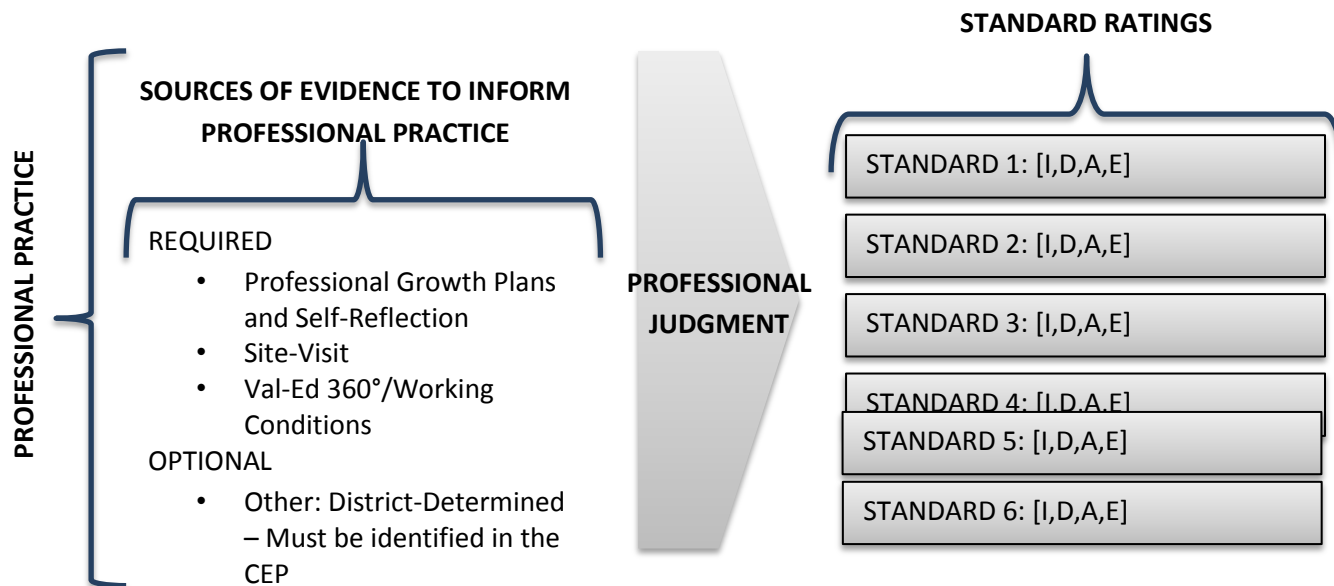 PROFESSIONAL PRACTICE
SOURCES OF EVIDENCE TO INFORM
PROFESSIONAL PRACTICE
REQUIRED
• Professional Growth Plans
and Self-Reflection
• Site-Visit
• Val-Ed 360°/Working
Conditions
OPTIONAL
• Other: District-Determined
– Must be identified in the
CEP
PROFESSIONAL
JUDGMENT
STANDARD RATINGS
STANDARD 1: [I,D,A,E]
STANDARD 2: [I,D,A,E]
STANDARD 3: [I,D,A,E]
STANDARD 4: [I,D,A,E]
STANDARD 5: [I,D,A,E]
STANDARD 6: [I,D,A,E]